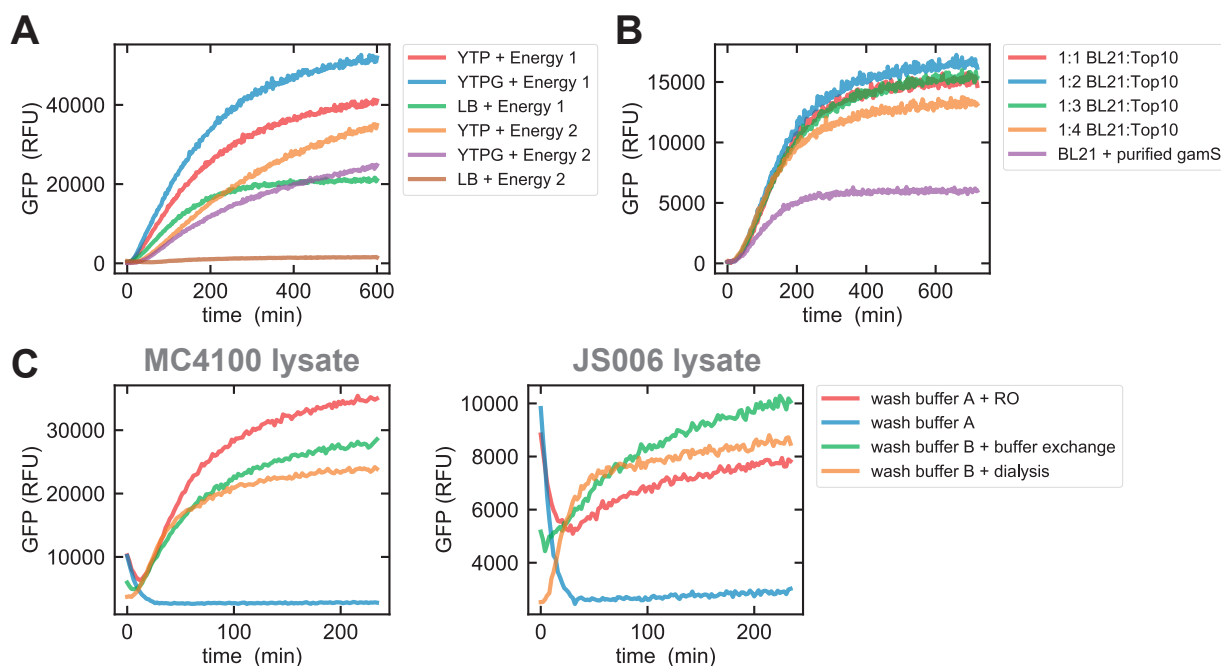 A
GFP (RFU)
40000
20000
0
0
200
400
600
time (min)
YTP + Energy 1
YTPG + Energy 1
LB + Energy 1
YTP + Energy 2
YTPG + Energy 2
LB + Energy 2
B
GFP (RFU)
15000
10000
5000
0
0
200
400
600
time (min)
1:1 BL21:Top10
1:2 BL21:Top10
1:3 BL21:Top10
1:4 BL21:Top10
BL21 + purified gamS
C
MC4100 lysate
GFP (RFU)
30000
20000
10000
0
100
200
time (min)
JS006 lysate
GFP (RFU)
10000
8000
6000
4000
0
100
200
time (min)
wash buffer A + RO
wash buffer A
wash buffer B + buffer exchange
wash buffer B + dialysis